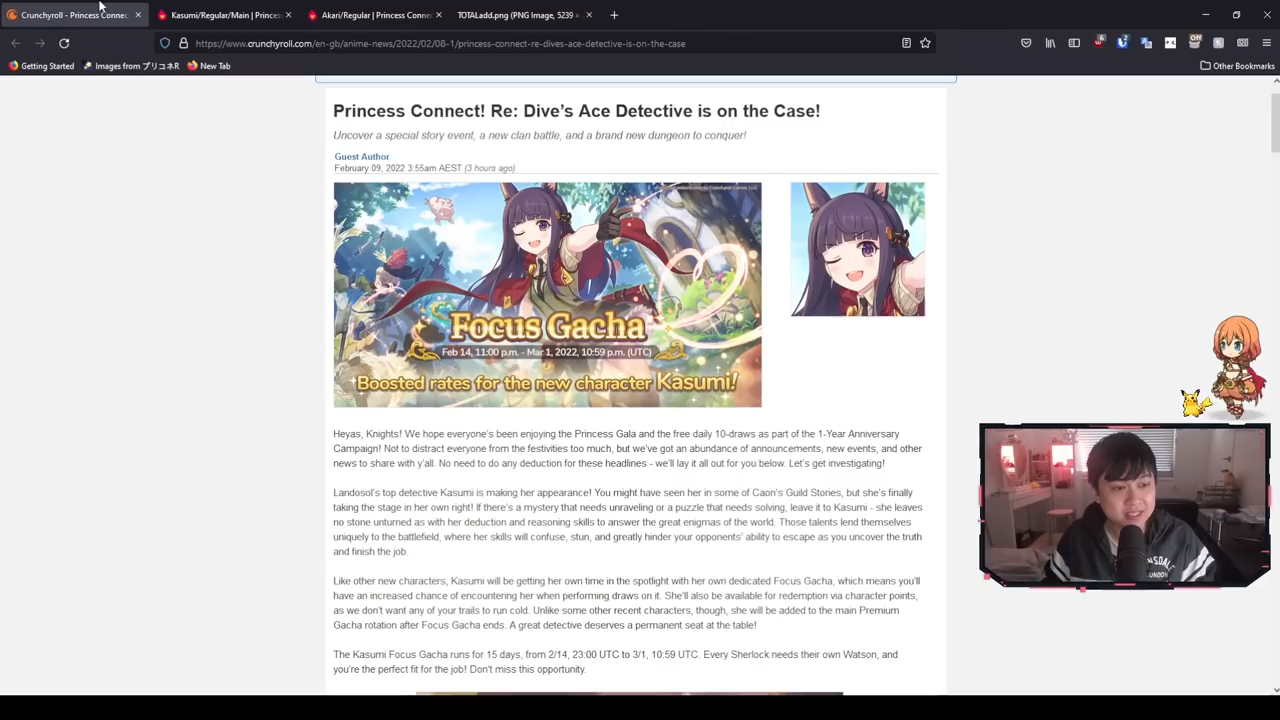 Crunchyroll - Princess Connec
Kasumi/Regular/Main | Princess
Akari/Regular | Princess Connec
TOTALadd.png (PNG Image, 5239 ×
https://www.crunchyroll.com/en-gb/anime-news/2022/02/08-1/princess-connect-re-dives-ace-detective-is-on-the-case
Off
Getting Started
Images from プリコネR
New Tab
Other Bookmarks
Princess Connect! Re: Dive's Ace Detective is on the Case!
Uncover a special story event, a new clan battle, and a brand new dungeon to conquer!
Guest Author
February 09, 2022 3:55am AEST (3 hours ago)
Focus Gacha
Feb 14, 11:00 p.m. - Mar 1, 2022, 10:59 p.m. (UTC)
Boosted rates for the new character Kasumi!
Heyas, Knights! We hope everyone's been enjoying the Princess Gala and the free daily 10-draws as part of the 1-Year Anniversary
Campaign! Not to distract everyone from the festivities too much, but we've got an abundance of announcements, new events, and other
news to share with y'all. No need to do any deduction for these headlines - we'll lay it all out for you below. Let's get investigating!
Landosol's top detective Kasumi is making her appearance! You might have seen her in some of Caon's Guild Stories, but she's finally
taking the stage in her own right! If there's a mystery that needs unraveling or a puzzle that needs solving, leave it to Kasumi - she leaves
no stone unturned as with her deduction and reasoning skills to answer the great enigmas of the world. Those talents lend themselves
uniquely to the battlefield, where her skills will confuse, stun, and greatly hinder your opponents' ability to escape as you uncover the truth
and finish the job.
Like other new characters, Kasumi will be getting her own time in the spotlight with her own dedicated Focus Gacha, which means you'll
have an increased chance of encountering her when performing draws on it. She'll also be available for redemption via character points,
as we don't want any of your trails to run cold. Unlike some other recent characters, though, she will be added to the main Premium
Gacha rotation after Focus Gacha ends. A great detective deserves a permanent seat at the table!
The Kasumi Focus Gacha runs for 15 days, from 2/14, 23:00 UTC to 3/1, 10:59 UTC. Every Sherlock needs their own Watson, and
you're the perfect fit for the job! Don't miss this opportunity.
LONDON